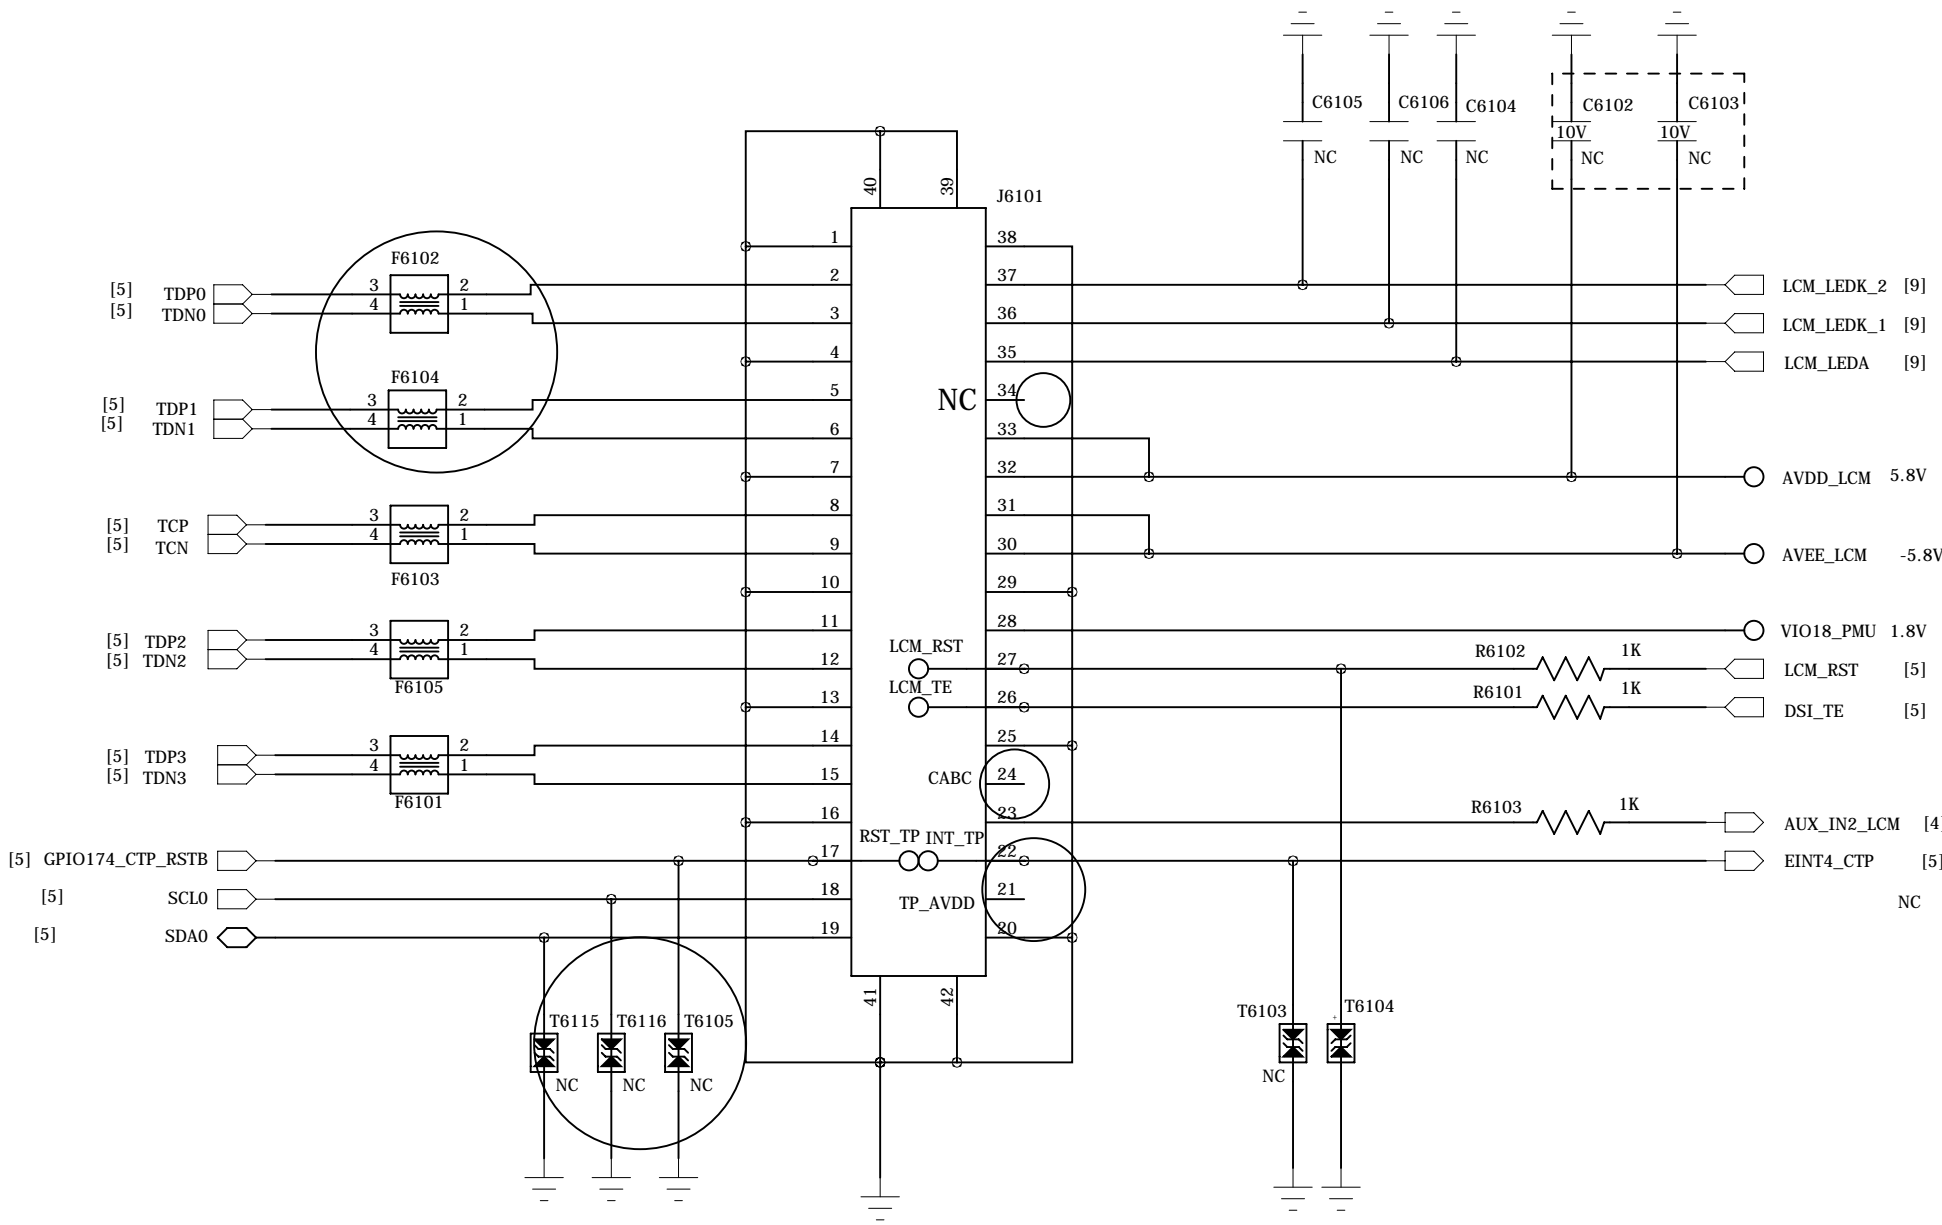 C6105
C6106
C6104
C6102
C6103
10V
10V
NC
NC
NC
NC
NC
40
39
J6101
1
38
F6102
[5] TDP0 3 2
2
37
LCM_LEDK_2 [9]
[5] TDN0 4 1
3
36
LCM_LEDK_1 [9]
4
35
LCM_LEDA [9]
F6104
5
NC
34
[5] TDP1 3 2
[5] TDN1 4 1
6
33
7
32
AVDD_LCM 5.8V
8
31
[5] TCP 3 2
[5] TCN 4 1
9
30
AVEE_LCM -5.8V
F6103
10
29
11
28
VIO18_PMU 1.8V
[5] TDP2 3 2
[5] TDN2 4 1
12
LCM_RST
27
R6102
1K
LCM_RST [5]
F6105
LCM_TE
13
26
R6101
1K
DSI_TE [5]
14
25
[5] TDP3 3 2
[5] TDN3 4 1
15
CABC
24
F6101
16
23
R6103
1K
AUX_IN2_LCM [4]
RST_TP
INT_TP
[5] GPIO174_CTP_RSTB
17
22
EINT4_CTP [5]
[5] SCL0
18
TP_AVDD
21
NC
[5] SDA0
19
20
41
42
T6115
T6116
T6105
T6103
T6104
NC
NC
NC
NC